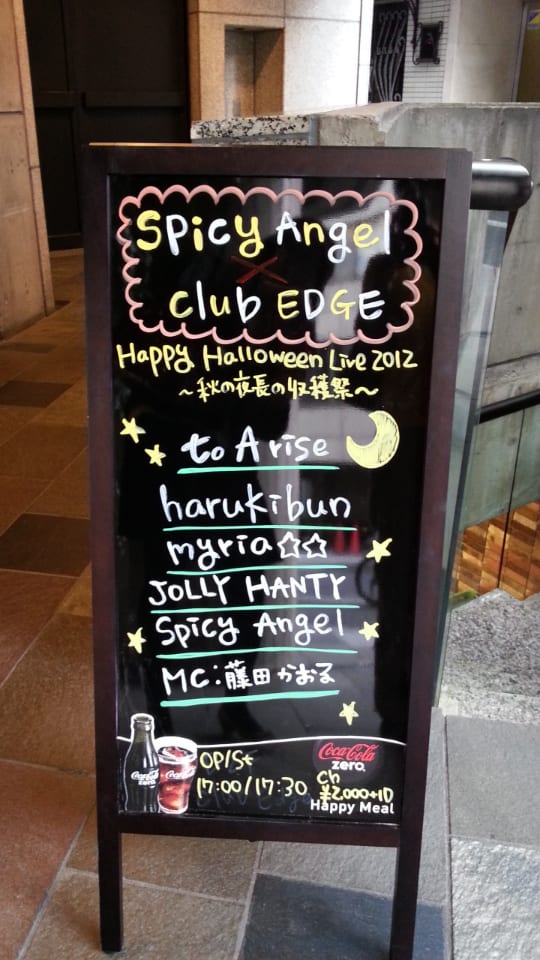 Spicy Angel
×
Club EDGE
Happy Halloween Live 2012
～秋の夜長の収穫祭～
to Arise
harukibun
myria☆☆
JOLLY HANTY
Spicy Angel
MC:藤田かおる
OP/St
17:00/17:30
Coca-Cola
zero
Ch
¥2,000+1D
Happy Meal